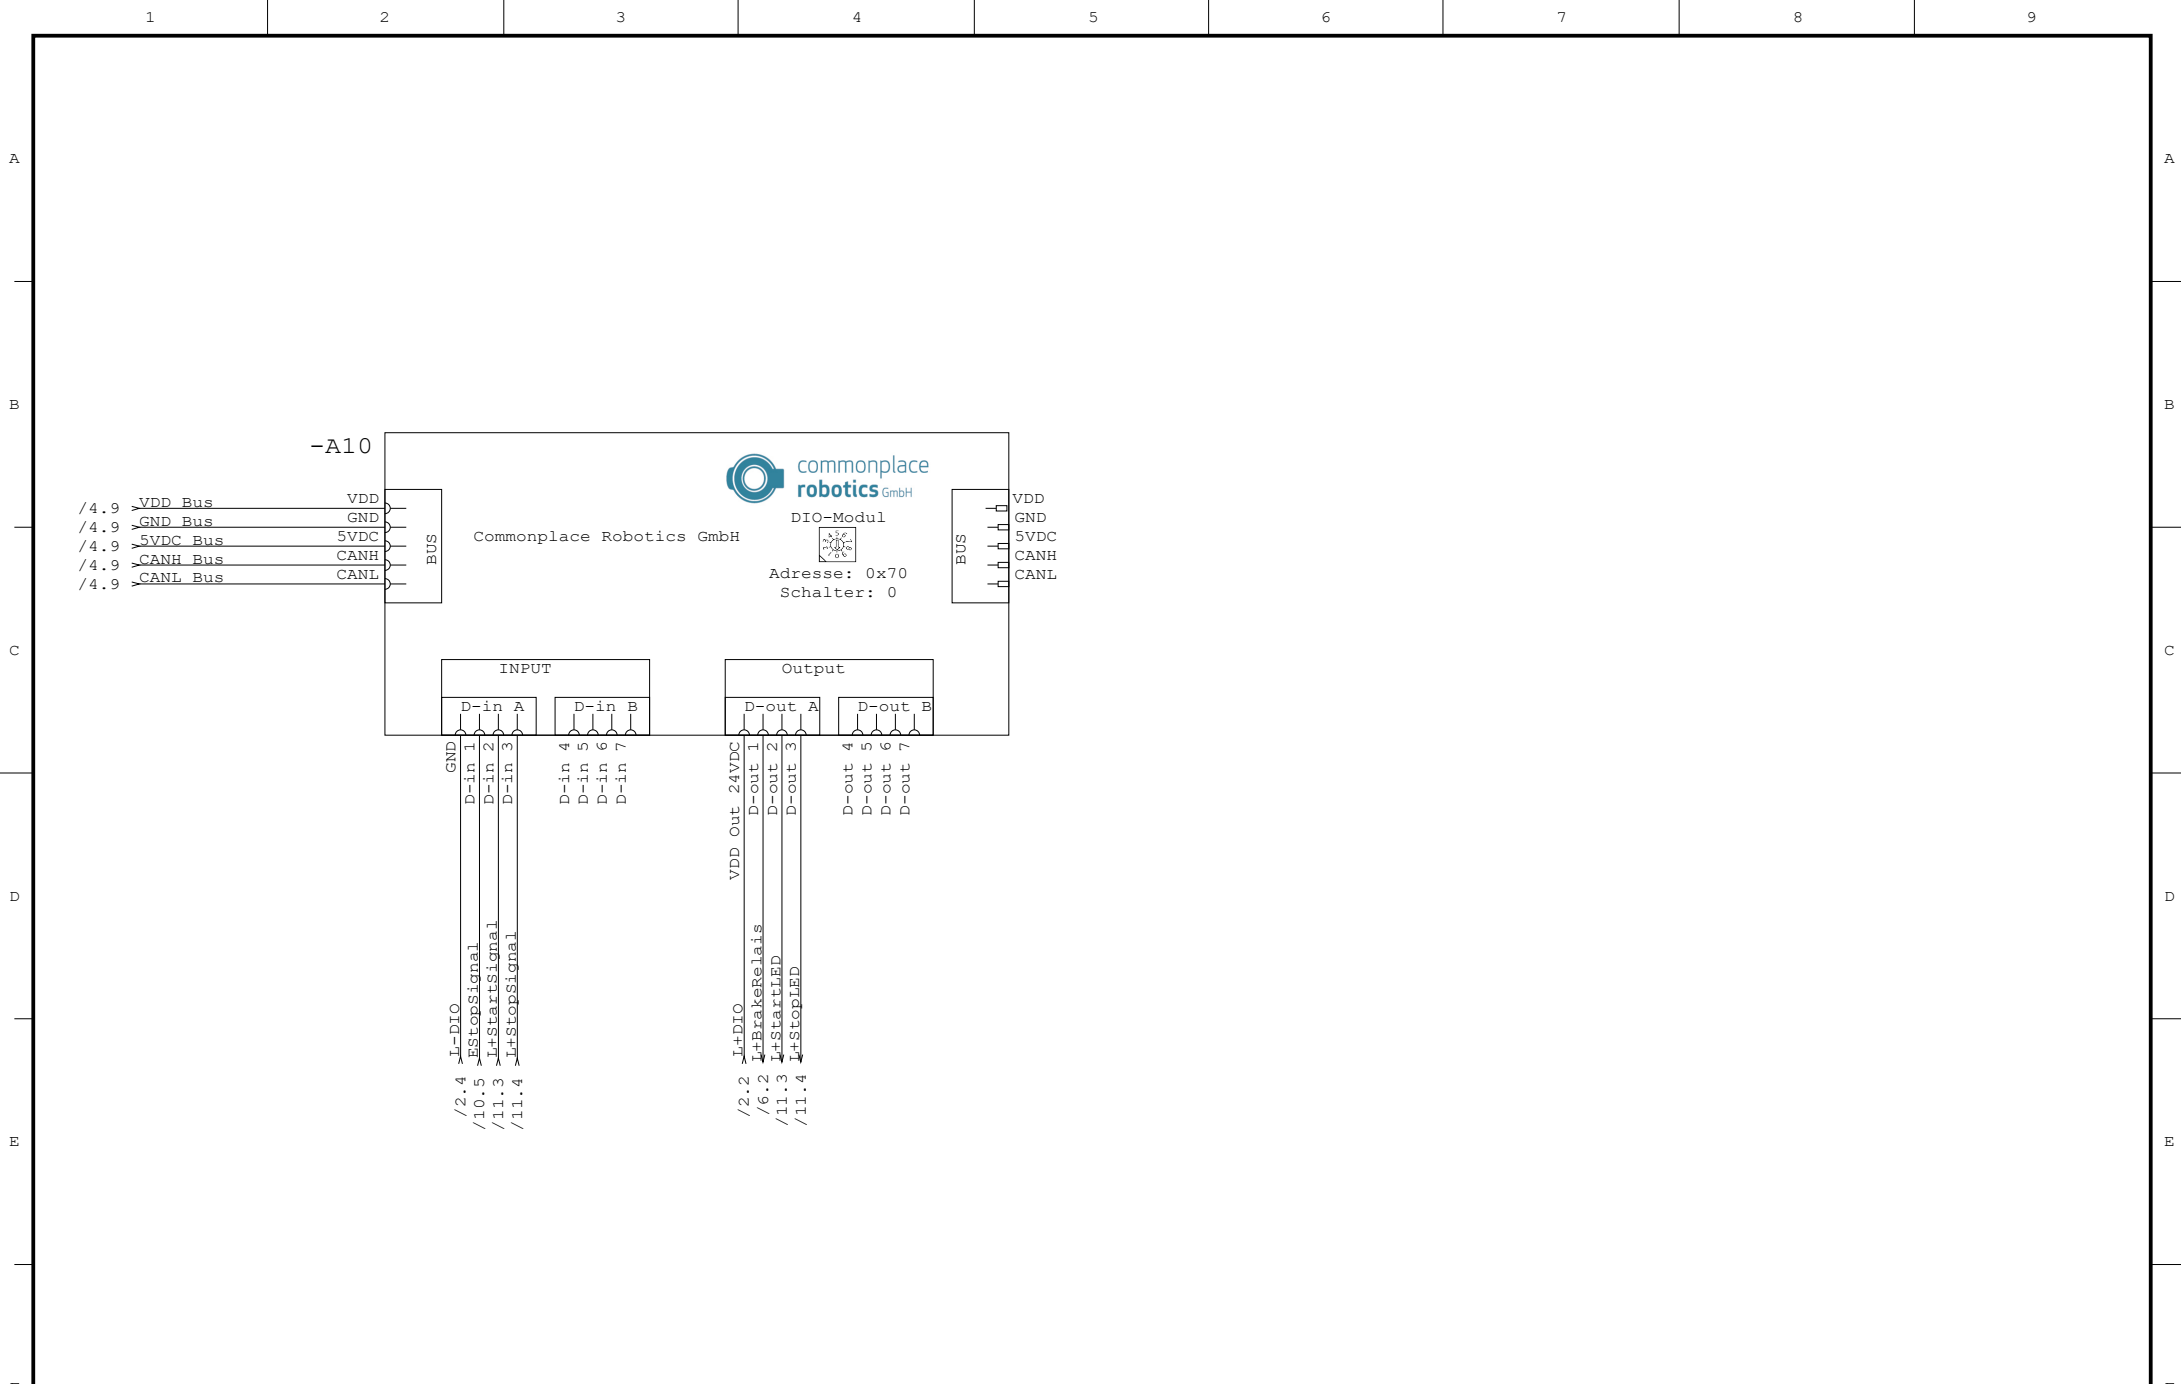 1 2 3 4 5 6 7 8 9
A A
B B
-A10
commonplace
robotics GmbH
/4.9 VDD Bus VDD VDD
/4.9 GND Bus GND GND
/4.9 5VDC Bus 5VDC 5VDC
/4.9 CANH Bus CANH CANH
/4.9 CANL Bus CANL CANL
BUS
Commonplace Robotics GmbH
DIO-Modul
Adresse: 0x70
Schalter: 0
BUS
C C
INPUT
D-in A D-in B
Output
D-out A D-out B
GND
D-in 1
D-in 2
D-in 3
D-in 4
D-in 5
D-in 6
D-in 7
VDD Out 24VDC
D-out 1
D-out 2
D-out 3
D-out 4
D-out 5
D-out 6
D-out 7
D D
L-DIO
EStopSignal
L+StartSignal
L+StopSignal
L+DIO
L+BrakeRelais
L+StartLED
L+StopLED
/2.4
/10.5
/11.3
/11.4
/2.2
/6.2
/11.3
/11.4
E E